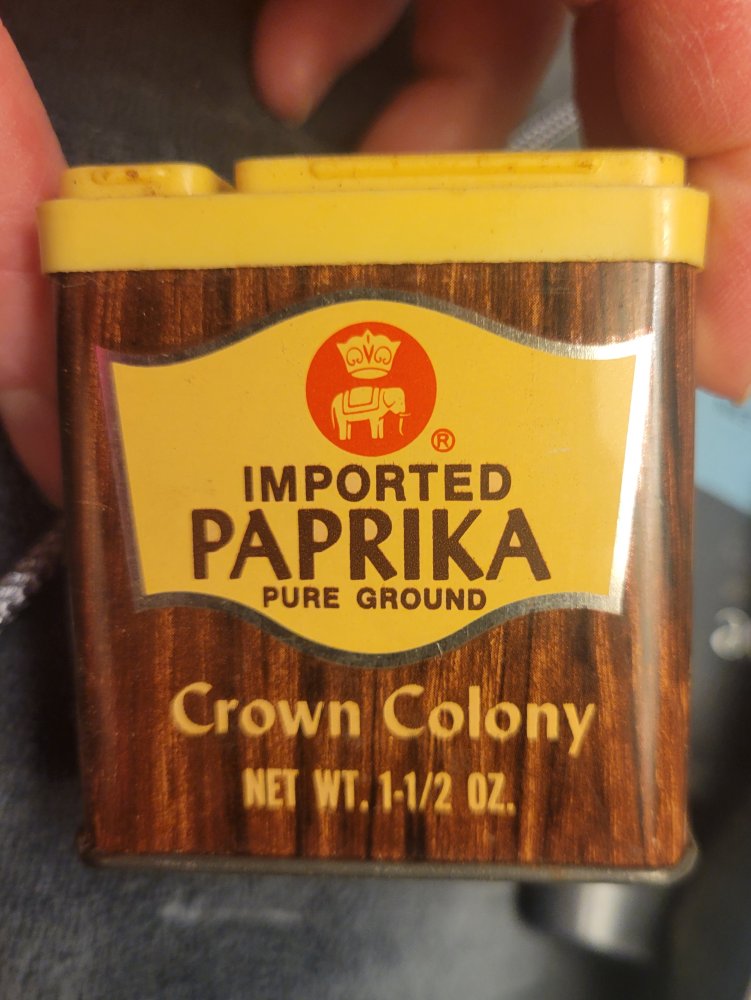 ®
IMPORTED
PAPRIKA
PURE GROUND
Crown Colony
NET WT. 1-1/2 OZ.